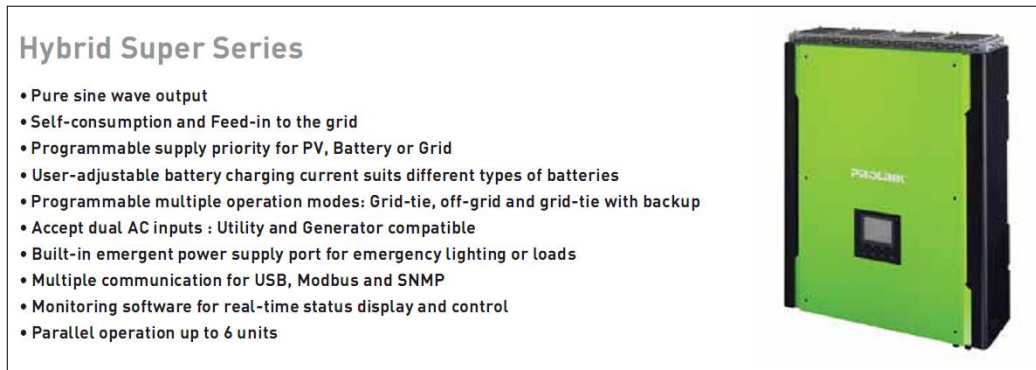 Hybrid Super Series
• Pure sine wave output
• Self-consumption and Feed-in to the grid
• Programmable supply priority for PV, Battery or Grid
• User-adjustable battery charging current suits different types of batteries
• Programmable multiple operation modes: Grid-tie, off-grid and grid-tie with backup
• Accept dual AC inputs : Utility and Generator compatible
• Built-in emergent power supply port for emergency lighting or loads
• Multiple communication for USB, Modbus and SNMP
• Monitoring software for real-time status display and control
• Parallel operation up to 6 units
PROLINK